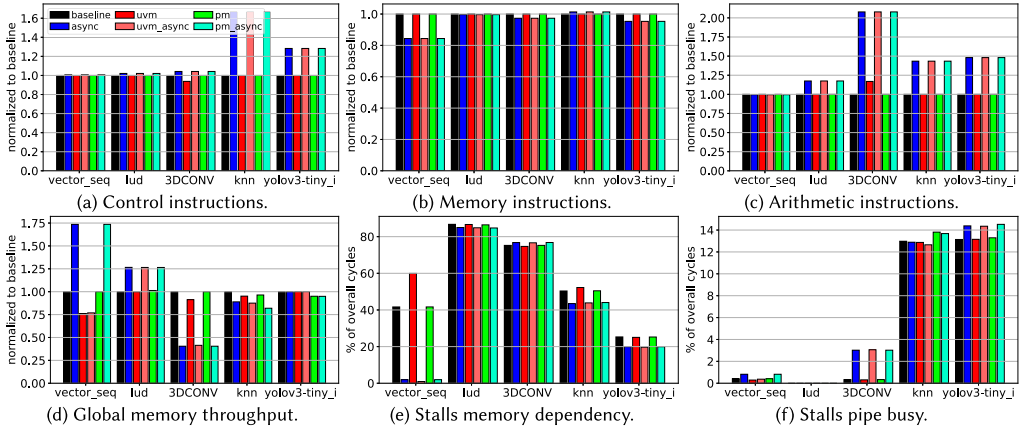 normalized to baseline
1.6
1.4
1.2
1.0
0.8
0.6
0.4
0.2
0.0
baseline
async
uvm
uvm_async
pm
pm_async
vector_seq lud 3DCONV knn yolov3-tiny_i
(a) Control instructions.
normalized to baseline
1.0
0.8
0.6
0.4
0.2
0.0
vector_seq lud 3DCONV knn yolov3-tiny_i
(b) Memory instructions.
normalized to baseline
2.00
1.75
1.50
1.25
1.00
0.75
0.50
0.25
0.00
vector_seq lud 3DCONV knn yolov3-tiny_i
(c) Arithmetic instructions.
normalized to baseline
1.75
1.50
1.25
1.00
0.75
0.50
0.25
0.00
vector_seq lud 3DCONV knn yolov3-tiny_i
(d) Global memory throughput.
% of overall cycles
80
60
40
20
0
vector_seq lud 3DCONV knn yolov3-tiny_i
(e) Stalls memory dependency.
% of overall cycles
14
12
10
8
6
4
2
0
vector_seq lud 3DCONV knn yolov3-tiny_i
(f) Stalls pipe busy.